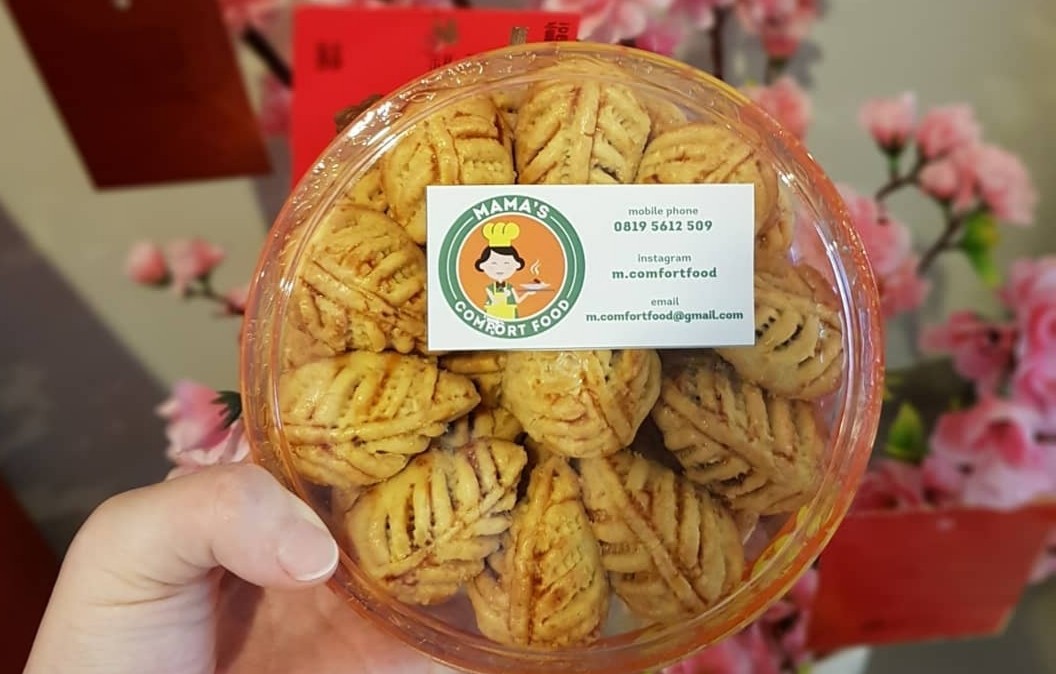 MAMA'S
COMFORT FOOD
mobile phone
0819 5612 509
instagram
m.comfortfood
email
m.comfortfood@gmail.com